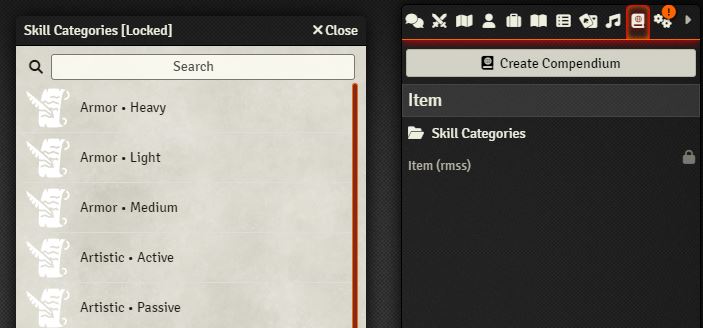 Skill Categories [Locked]
Close
Search
Armor • Heavy
Armor • Light
Armor • Medium
Artistic • Active
Artistic • Passive
!
Create Compendium
Item
Skill Categories
Item (rmss)